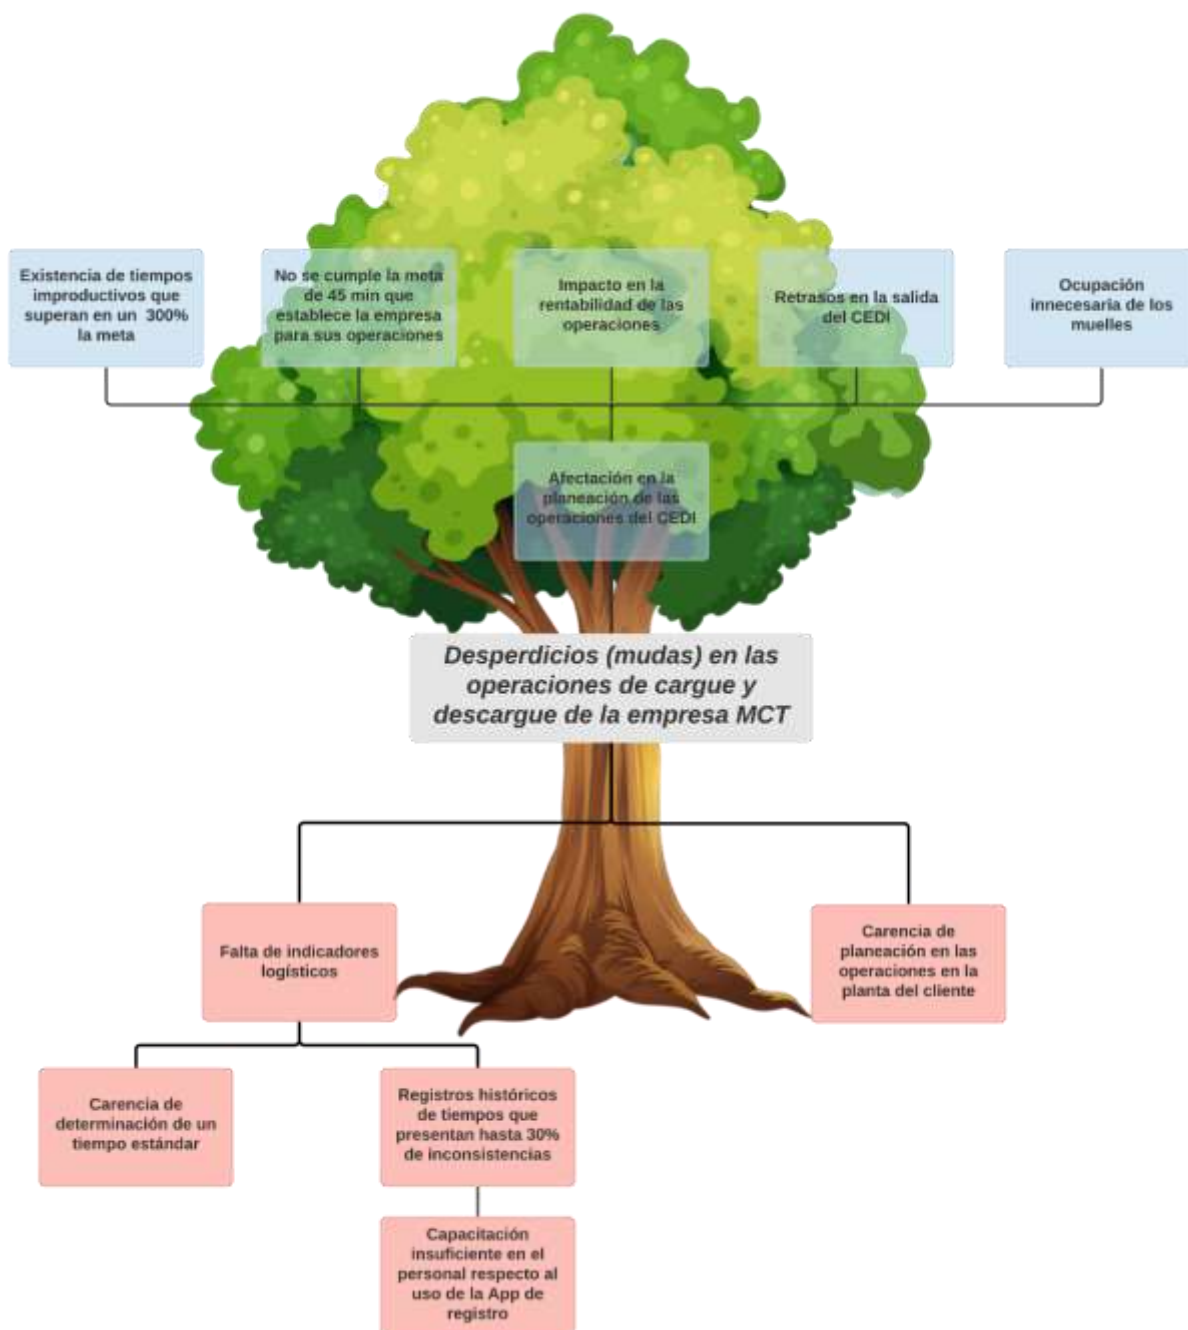 Existencia de tiempos
improductivos que
superan en un 300%
la meta
No se cumple la meta
de 45 min que
establece la empresa
para sus operaciones
Impacto en la
rentabilidad de las
operaciones
Retrasos en la salida
del CEDI
Ocupación
innecesaria de los
muelles
Afectación en la
planeación de las
operaciones del CEDI
Desperdicios (mudas) en las
operaciones de cargue y
descargue de la empresa MCT
Falta de indicadores
logísticos
Carencia de
planeación en las
operaciones en la
planta del cliente
Carencia de
determinación de un
tiempo estándar
Registros históricos
de tiempos que
presentan hasta 30%
de inconsistencias
Capacitación
insuficiente en el
personal respecto al
uso de la App de
registro